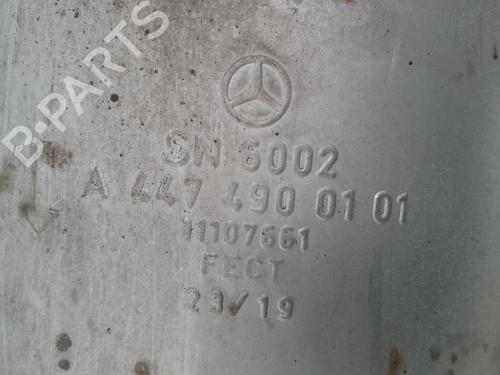 B-PARTS
SN 6002
A 447 490 01 01
11107661
FECT
23/19